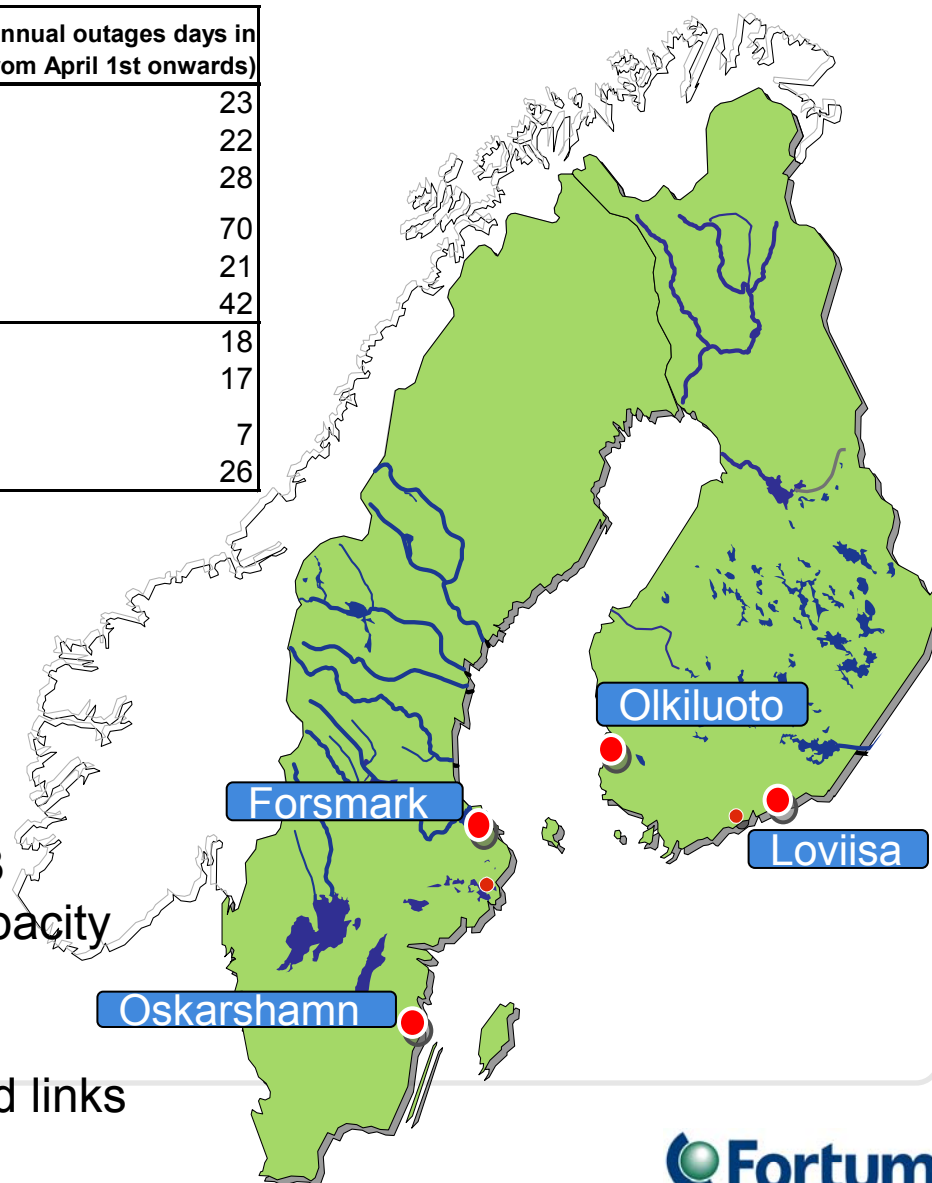 nnual outages days in
rom April 1st onwards)
23
22
28
70
21
42
18
17
7
26
Olkiluoto
Forsmark
Loviisa
pacity
Oskarshamn
d links
Fortum